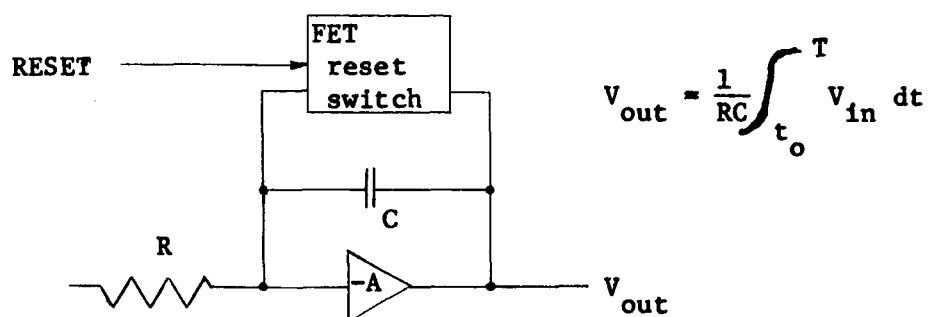 FET
RESET
reset
switch
V_out = 1/RC ∫_{t_o}^{T} V_in dt
C
R
-A
V_out